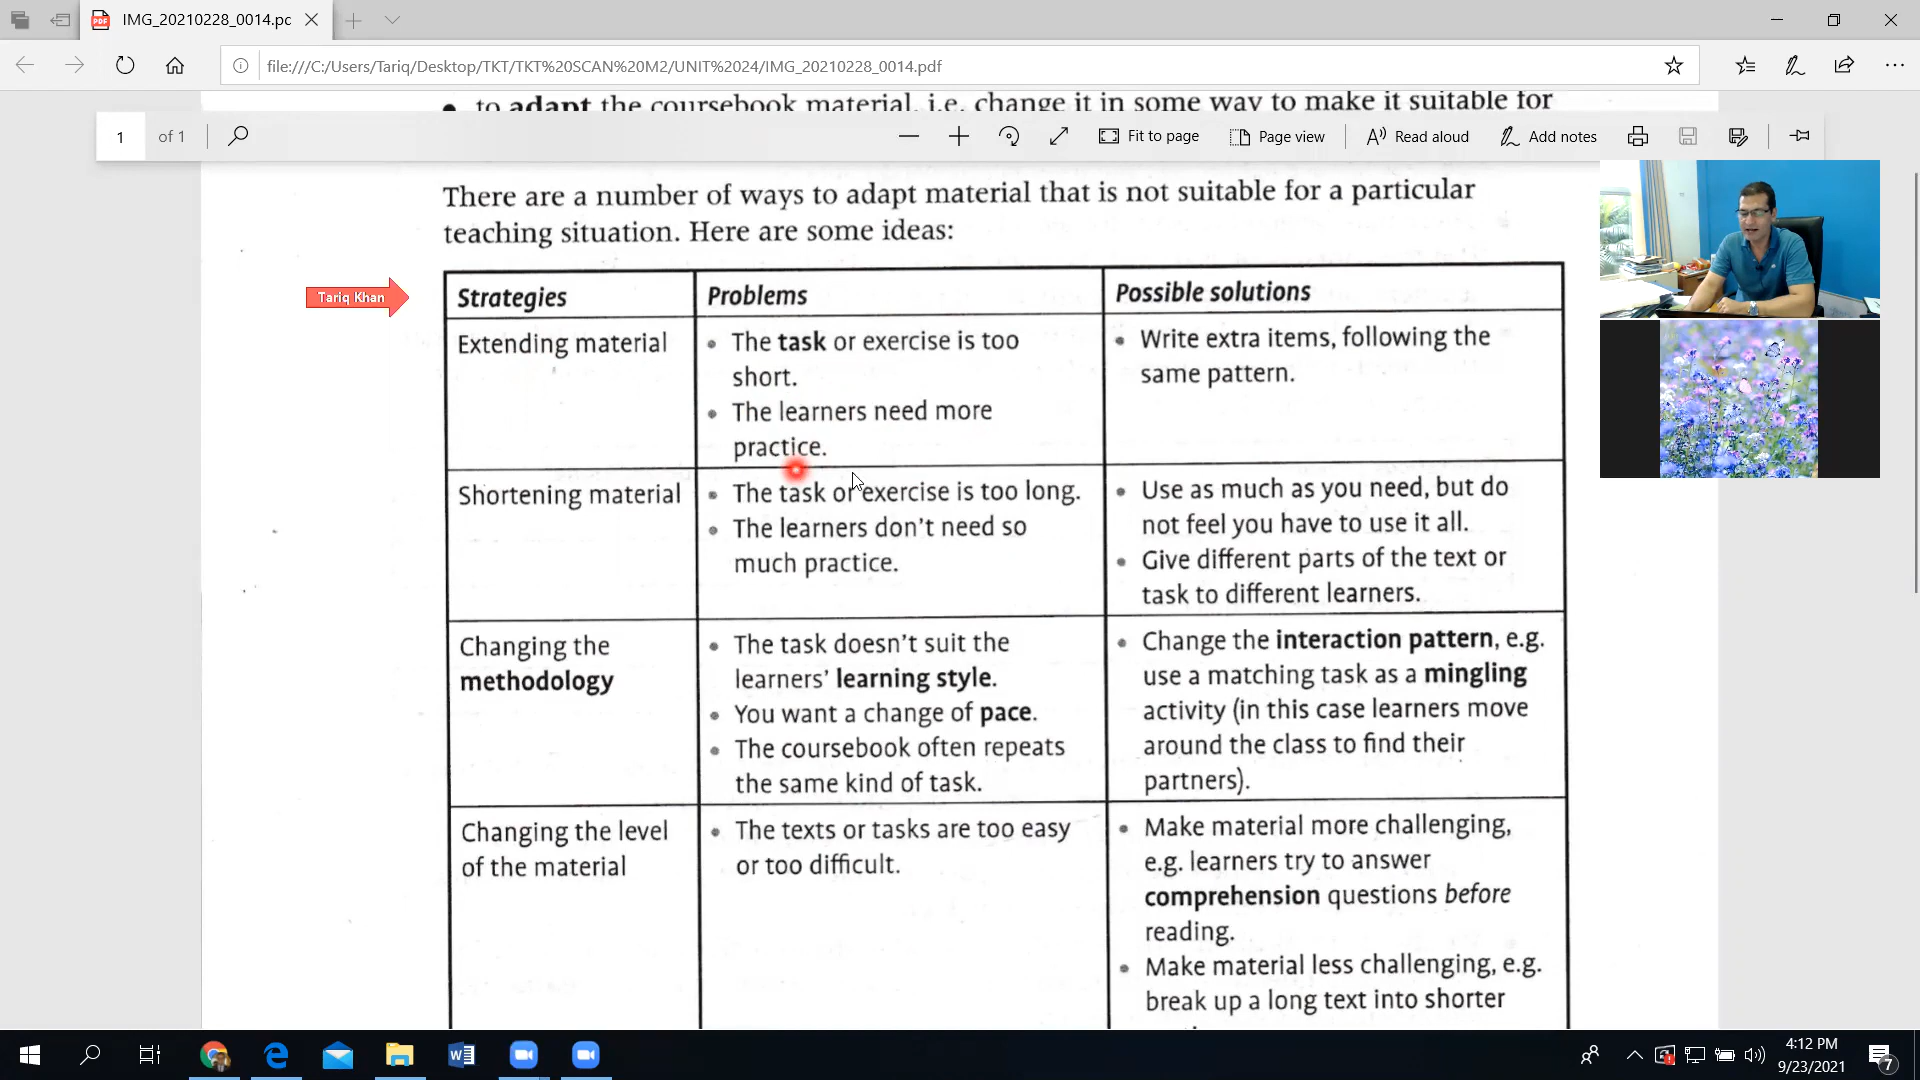 IMG_20210228_0014.pc
file:///C:/Users/Tariq/Desktop/TKT/TKT%20SCAN%20M2/UNIT%2024/IMG_20210228_0014.pdf
• to adapt the coursebook material, i.e. change it in some way to make it suitable for
1 of 1 Fit to page Page view Read aloud Add notes
There are a number of ways to adapt material that is not suitable for a particular
teaching situation. Here are some ideas:
Tariq Khan
Strategies
Problems
Possible solutions
Extending material
• The task or exercise is too
short.
• The learners need more
practice.
• Write extra items, following the
same pattern.
Shortening material
• The task or exercise is too long.
• The learners don't need so
much practice.
• Use as much as you need, but do
not feel you have to use it all.
• Give different parts of the text or
task to different learners.
Changing the
methodology
• The task doesn't suit the
learners' learning style.
• You want a change of pace.
• The coursebook often repeats
the same kind of task.
• Change the interaction pattern, e.g.
use a matching task as a mingling
activity (in this case learners move
around the class to find their
partners).
Changing the level
of the material
• The texts or tasks are too easy
or too difficult.
• Make material more challenging,
e.g. learners try to answer
comprehension questions before
reading.
• Make material less challenging, e.g.
break up a long text into shorter
4:12 PM
9/23/2021
7